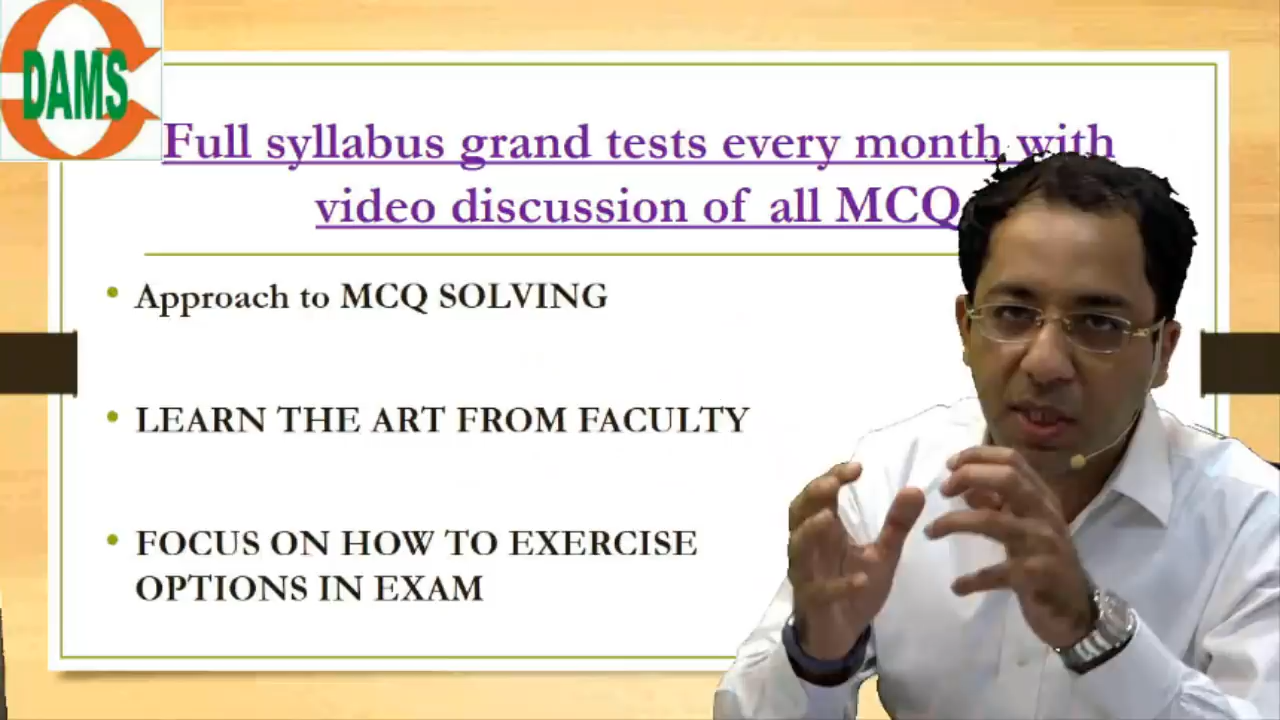 DAMS
Full syllabus grand tests every month with
video discussion of all MCQ
Approach to MCQ SOLVING
LEARN THE ART FROM FACULTY
FOCUS ON HOW TO EXERCISE
OPTIONS IN EXAM